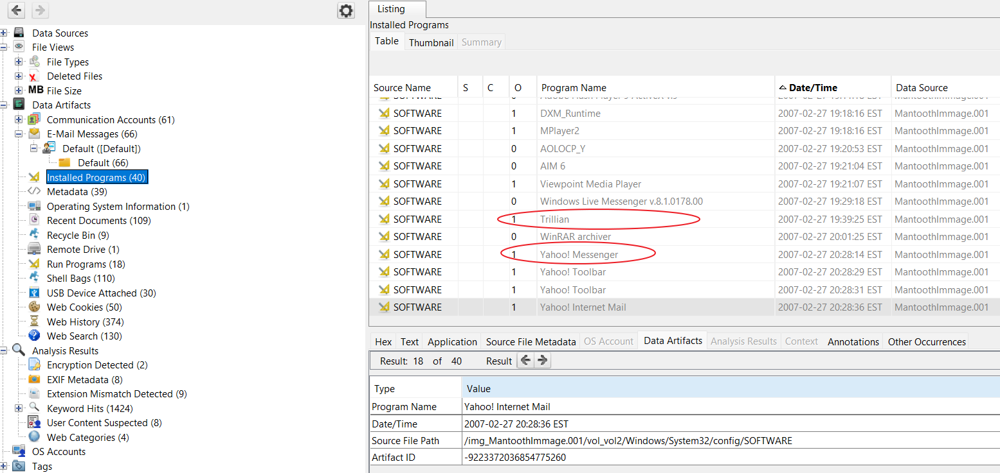 Data Sources
File Views
File Types
Deleted Files
MB File Size
Data Artifacts
Communication Accounts (61)
E-Mail Messages (66)
Default ([Default])
Default (66)
Installed Programs (40)
Metadata (39)
Operating System Information (1)
Recent Documents (109)
Recycle Bin (9)
Remote Drive (1)
Run Programs (18)
Shell Bags (110)
USB Device Attached (30)
Web Cookies (50)
Web History (374)
Web Search (130)
Analysis Results
Encryption Detected (2)
EXIF Metadata (8)
Extension Mismatch Detected (9)
Keyword Hits (1424)
User Content Suspected (8)
Web Categories (4)
OS Accounts
Tags
Listing
Installed Programs
Table Thumbnail Summary
Source Name S C O Program Name Date/Time Data Source
SOFTWARE 1 DXM_Runtime 2007-02-27 19:18:16 EST MantoothImmage.001
SOFTWARE 1 MPlayer2 2007-02-27 19:18:16 EST MantoothImmage.001
SOFTWARE 0 AOLOCP_Y 2007-02-27 19:20:53 EST MantoothImmage.001
SOFTWARE 0 AIM 6 2007-02-27 19:21:04 EST MantoothImmage.001
SOFTWARE 1 Viewpoint Media Player 2007-02-27 19:21:07 EST MantoothImmage.001
SOFTWARE 0 Windows Live Messenger v.8.1.0178.00 2007-02-27 19:29:18 EST MantoothImmage.001
SOFTWARE 1 Trillian 2007-02-27 19:39:25 EST MantoothImmage.001
SOFTWARE 0 WinRAR archiver 2007-02-27 20:01:25 EST MantoothImmage.001
SOFTWARE 1 Yahoo! Messenger 2007-02-27 20:28:14 EST MantoothImmage.001
SOFTWARE 1 Yahoo! Toolbar 2007-02-27 20:28:29 EST MantoothImmage.001
SOFTWARE 1 Yahoo! Toolbar 2007-02-27 20:28:31 EST MantoothImmage.001
SOFTWARE 1 Yahoo! Internet Mail 2007-02-27 20:28:36 EST MantoothImmage.001
Hex Text Application Source File Metadata OS Account Data Artifacts Analysis Results Context Annotations Other Occurrences
Result: 18 of 40 Result
Type Value
Program Name Yahoo! Internet Mail
Date/Time 2007-02-27 20:28:36 EST
Source File Path /img_MantoothImmage.001/vol_vol2/Windows/System32/config/SOFTWARE
Artifact ID -9223372036854775260